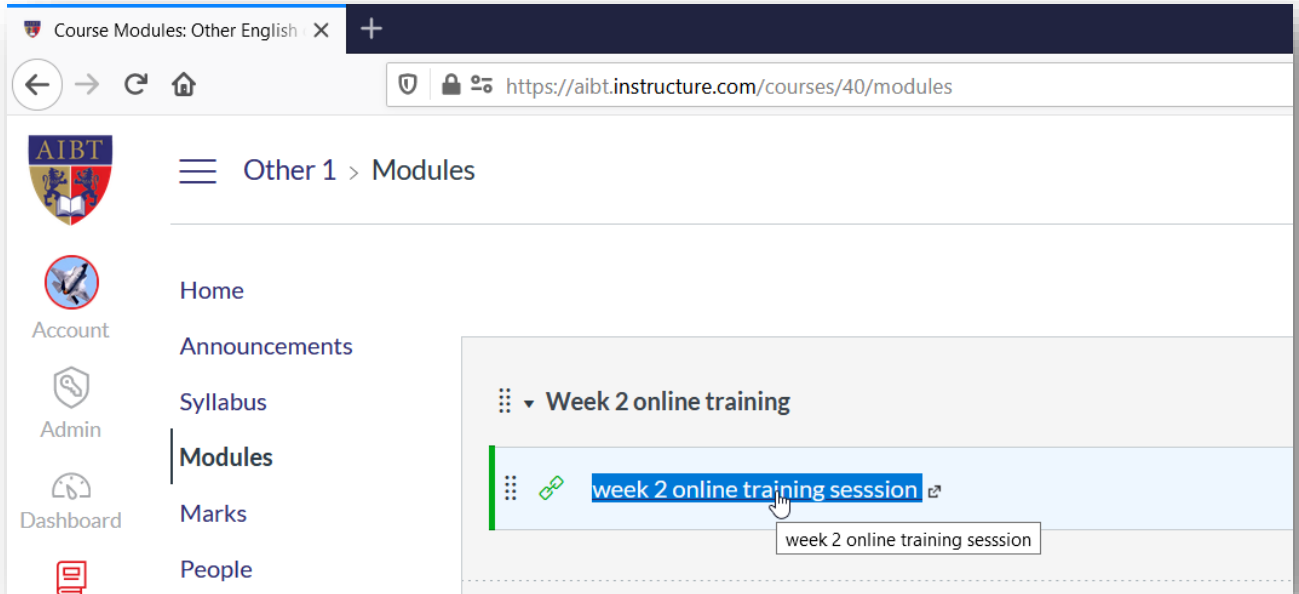 Course Modules: Other English
https://aibt.instructure.com/courses/40/modules
AIBT
Other 1 > Modules
Account
Admin
Dashboard
Home
Announcements
Syllabus
Modules
Marks
People
Week 2 online training
week 2 online training sesssion
week 2 online training sesssion